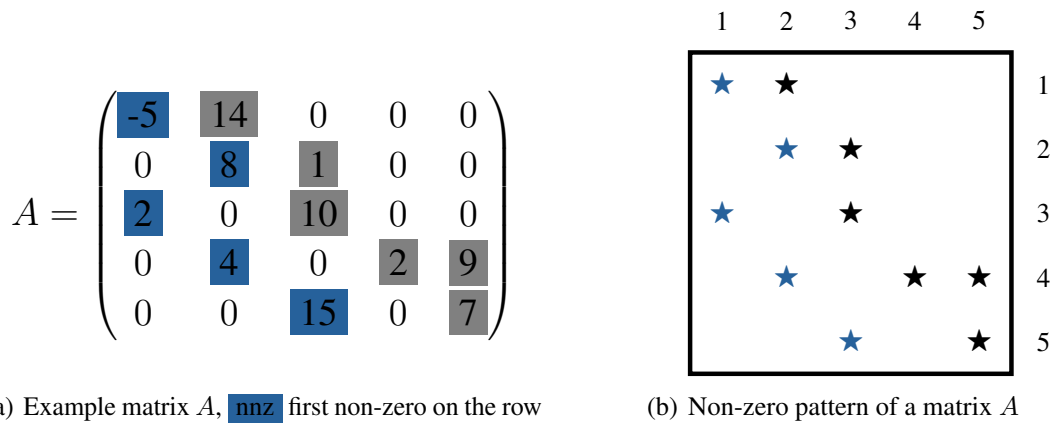 1 2 3 4 5
-5 14 0 0 0 1
0 8 1 0 0 2
A = 2 0 10 0 0 3
0 4 0 2 9 4
0 0 15 0 7 5
) Example matrix A, nnz first non-zero on the row
(b) Non-zero pattern of a matrix A